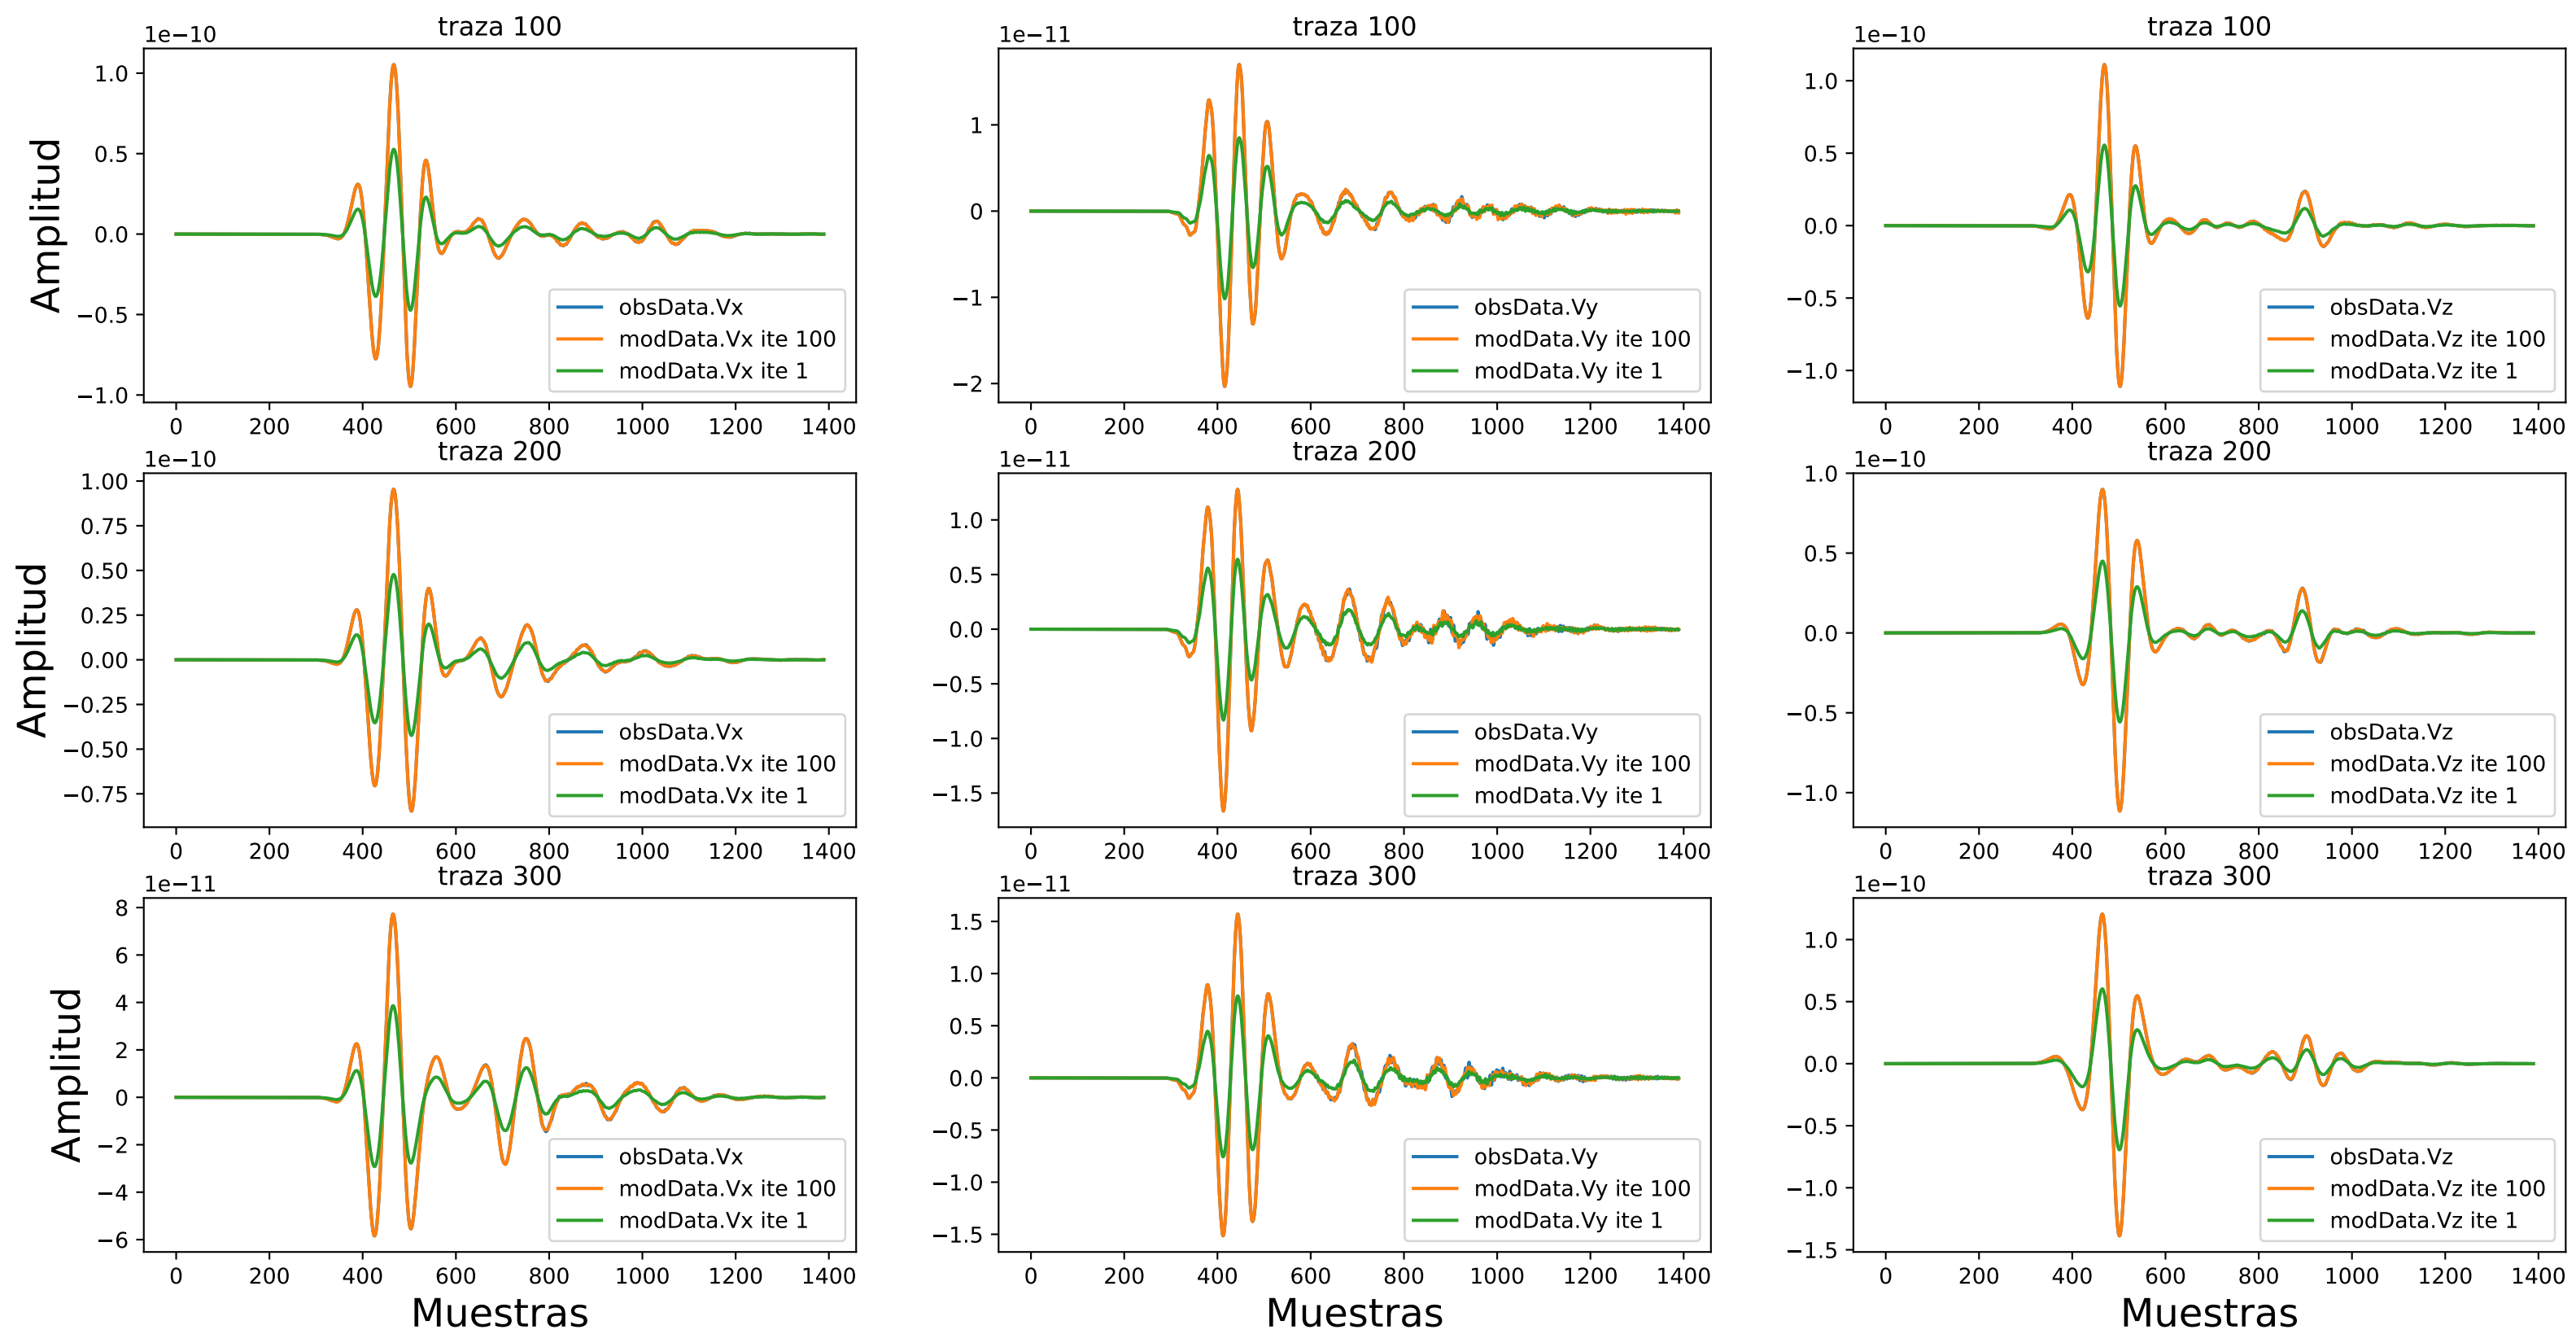 traza 100
traza 100
traza 100
1e−10
1e−11
1e−10
Amplitud
1.0
0.5
0.0
−0.5
−1.0
obsData.Vx
modData.Vx ite 100
modData.Vx ite 1
0 200 400 600 800 1000 1200 1400
1
0
−1
−2
obsData.Vy
modData.Vy ite 100
modData.Vy ite 1
0 200 400 600 800 1000 1200 1400
1.0
0.5
0.0
−0.5
−1.0
obsData.Vz
modData.Vz ite 100
modData.Vz ite 1
0 200 400 600 800 1000 1200 1400
traza 200
traza 200
traza 200
1e−10
1e−11
1e−10
Amplitud
1.00
0.75
0.50
0.25
0.00
−0.25
−0.50
−0.75
obsData.Vx
modData.Vx ite 100
modData.Vx ite 1
0 200 400 600 800 1000 1200 1400
1.0
0.5
0.0
−0.5
−1.0
−1.5
obsData.Vy
modData.Vy ite 100
modData.Vy ite 1
0 200 400 600 800 1000 1200 1400
1.0
0.5
0.0
−0.5
−1.0
obsData.Vz
modData.Vz ite 100
modData.Vz ite 1
0 200 400 600 800 1000 1200 1400
traza 300
traza 300
traza 300
1e−11
1e−11
1e−10
Amplitud
8
6
4
2
0
−2
−4
−6
obsData.Vx
modData.Vx ite 100
modData.Vx ite 1
0 200 400 600 800 1000 1200 1400
Muestras
1.5
1.0
0.5
0.0
−0.5
−1.0
−1.5
obsData.Vy
modData.Vy ite 100
modData.Vy ite 1
0 200 400 600 800 1000 1200 1400
Muestras
1.0
0.5
0.0
−0.5
−1.0
−1.5
obsData.Vz
modData.Vz ite 100
modData.Vz ite 1
0 200 400 600 800 1000 1200 1400
Muestras